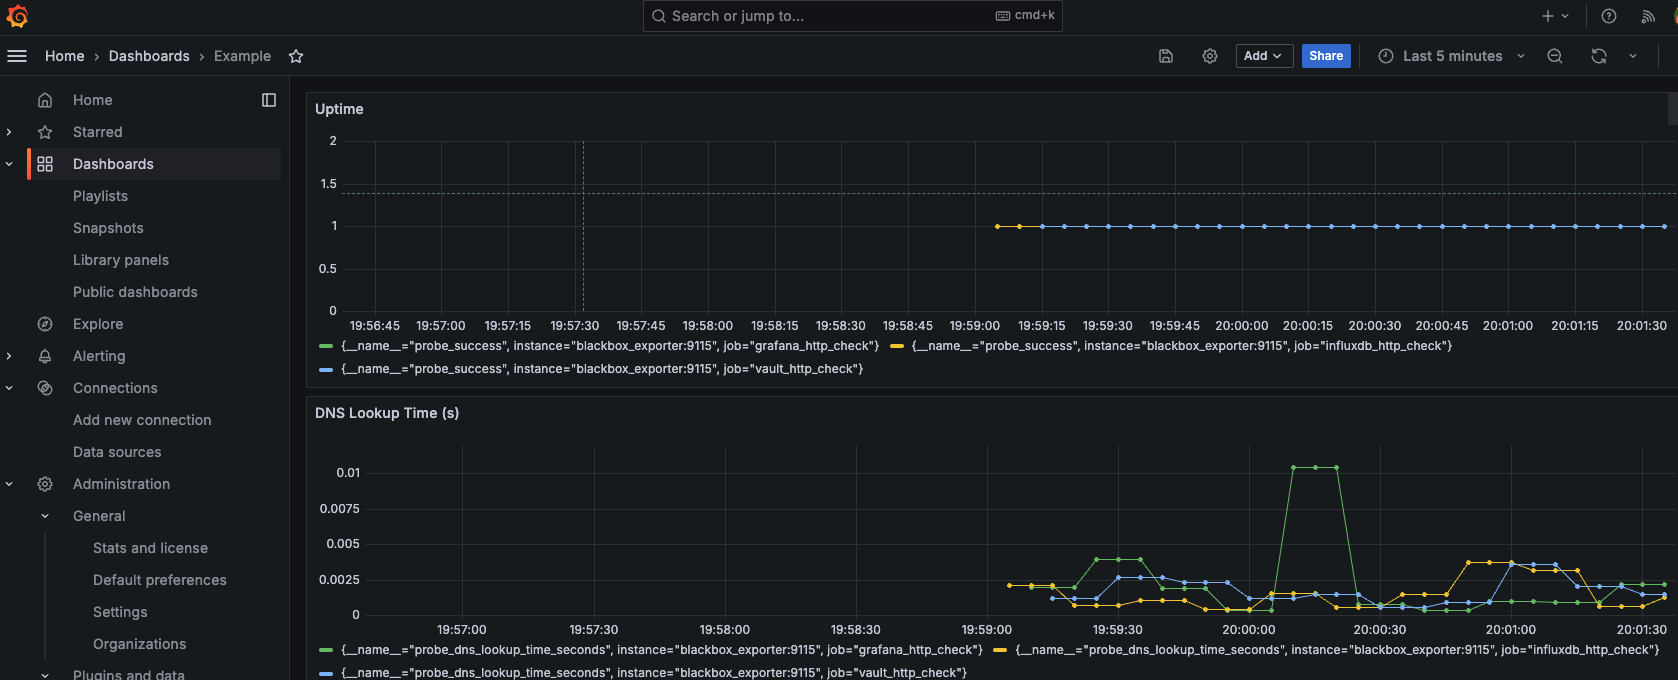 Search or jump to... cmd+k
Home › Dashboards › Example
Add
Share
Last 5 minutes
Home
Starred
Dashboards
Playlists
Snapshots
Library panels
Public dashboards
Explore
Alerting
Connections
Add new connection
Data sources
Administration
General
Stats and license
Default preferences
Settings
Organizations
Plugins and data
Uptime
2
1.5
1
0.5
0
19:56:45 19:57:00 19:57:15 19:57:30 19:57:45 19:58:00 19:58:15 19:58:30 19:58:45 19:59:00 19:59:15 19:59:30 19:59:45 20:00:00 20:00:15 20:00:30 20:00:45 20:01:00 20:01:15 20:01:30
{__name__="probe_success", instance="blackbox_exporter:9115", job="grafana_http_check"} {__name__="probe_success", instance="blackbox_exporter:9115", job="influxdb_http_check"}
{__name__="probe_success", instance="blackbox_exporter:9115", job="vault_http_check"}
DNS Lookup Time (s)
0.01
0.0075
0.005
0.0025
0
19:57:00 19:57:30 19:58:00 19:58:30 19:59:00 19:59:30 20:00:00 20:00:30 20:01:00 20:01:30
{__name__="probe_dns_lookup_time_seconds", instance="blackbox_exporter:9115", job="grafana_http_check"} {__name__="probe_dns_lookup_time_seconds", instance="blackbox_exporter:9115", job="influxdb_http_check"}
{__name__="probe_dns_lookup_time_seconds", instance="blackbox_exporter:9115", job="vault_http_check"}